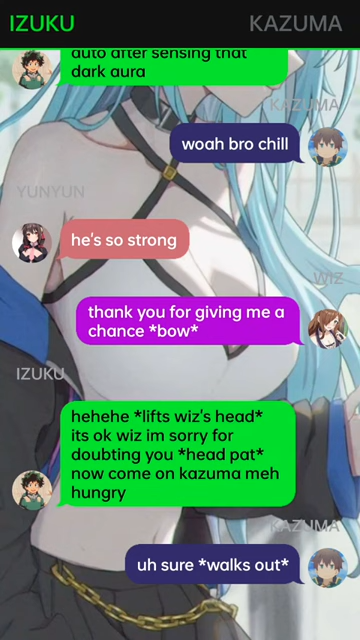 IZUKU KAZUMA
auto after sensing that
dark aura
KAZUMA
woah bro chill
YUNYUN
he's so strong
WIZ
thank you for giving me a
chance *bow*
IZUKU
hehehe *lifts wiz's head*
its ok wiz im sorry for
doubting you *head pat*
now come on kazuma meh
hungry
KAZUMA
uh sure *walks out*